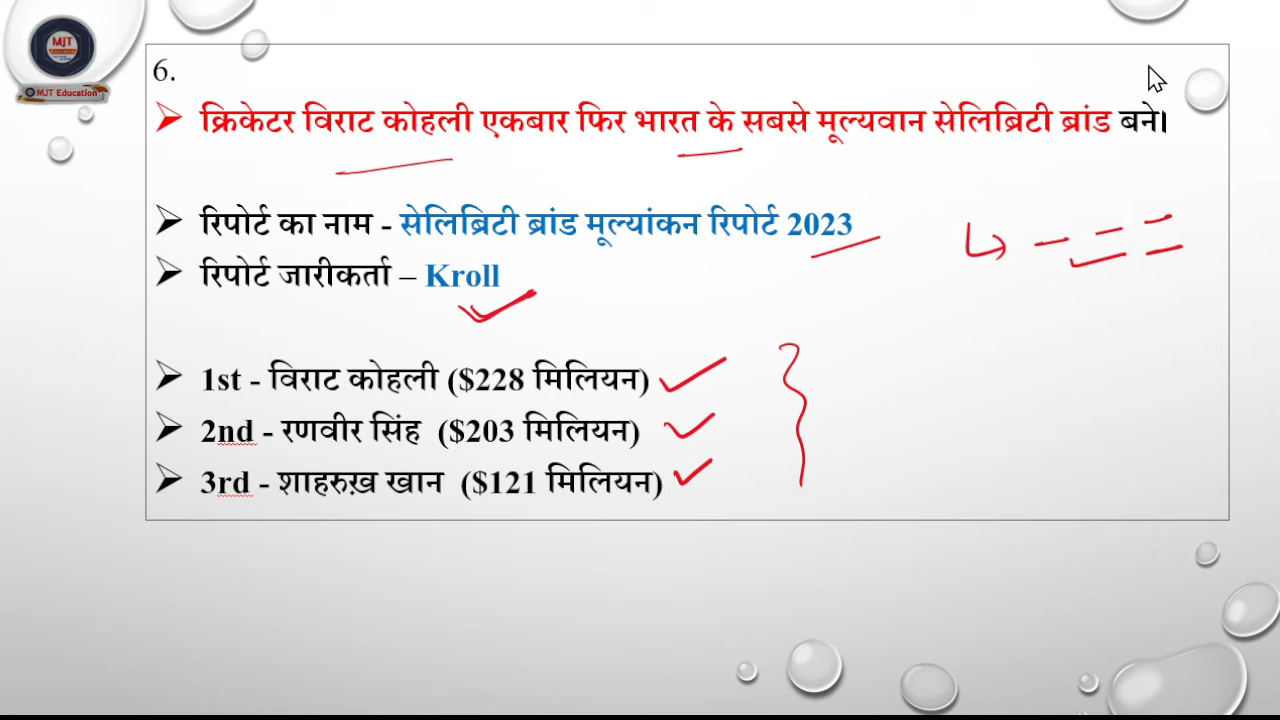 MJT
MJT Education
6.
➤ क्रिकेटर विराट कोहली एकबार फिर भारत के सबसे मूल्यवान सेलिब्रिटी ब्रांड बने।
➤ रिपोर्ट का नाम - सेलिब्रिटी ब्रांड मूल्यांकन रिपोर्ट 2023
➤ रिपोर्ट जारीकर्ता – Kroll
➤ 1st - विराट कोहली ($228 मिलियन)
➤ 2nd - रणवीर सिंह ($203 मिलियन)
➤ 3rd - शाहरुख़ खान ($121 मिलियन)